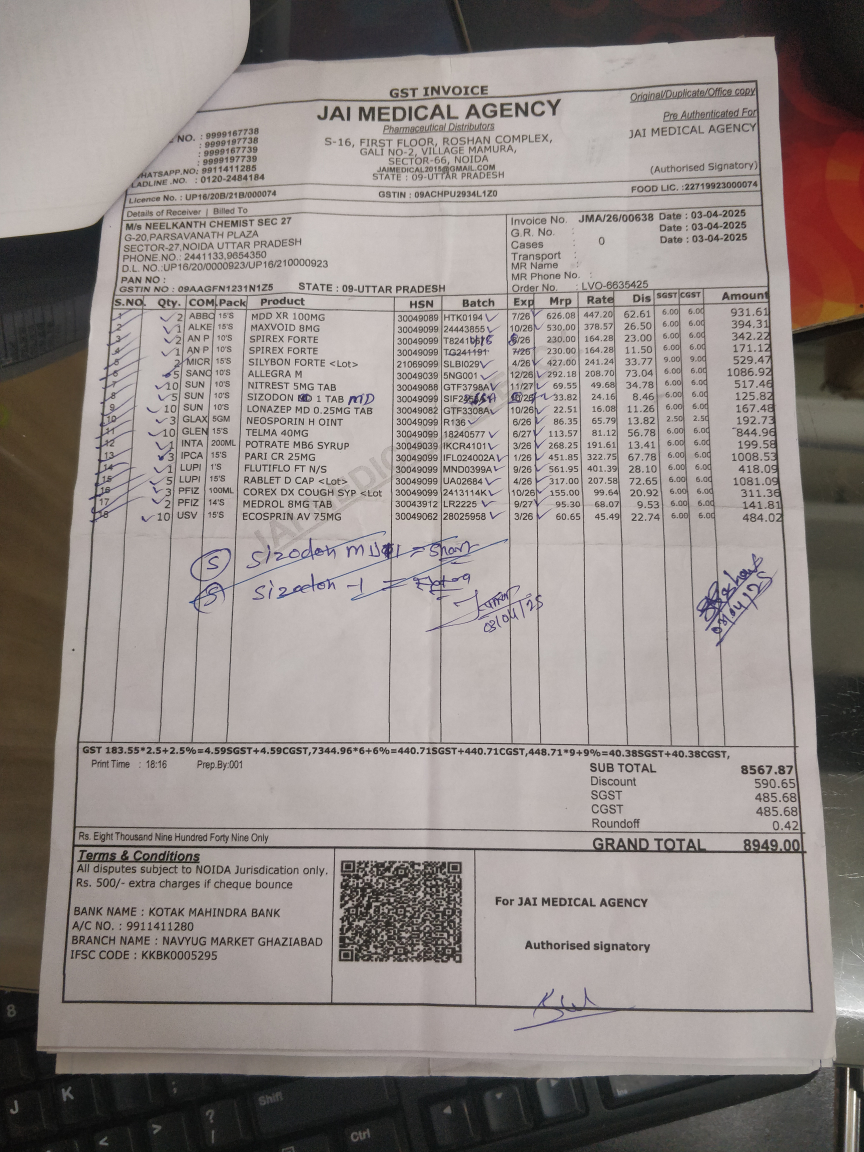 GST INVOICE
Original/Duplicate/Office copy
JAI MEDICAL AGENCY
Pharmaceutical Distributors
S-16, FIRST FLOOR, ROSHAN COMPLEX,
GALI NO-2, VILLAGE MAMURA,
SECTOR-66, NOIDA
JAIMEDICAL2015@GMAIL.COM
STATE : 09-UTTAR PRADESH
NO. : 9999167738
: 9999197738
: 9999167739
: 9999197739
WHATSAPP.NO: 9911411285
LADLINE .NO. : 0120-2484184
Pre Authenticated For
JAI MEDICAL AGENCY
(Authorised Signatory)
Licence No. : UP16/20B/21B/000074
GSTIN : 09ACHPU2934L1Z0
FOOD LIC. :22719923000074
Details of Receiver | Billed To
M/s NEELKANTH CHEMIST SEC 27
G-20,PARSAVANATH PLAZA
SECTOR-27,NOIDA UTTAR PRADESH
PHONE.NO : 2441133,9654350
D.L. NO.:UP16/20/0000923/UP16/210000923
PAN NO :
GSTIN NO : 09AAGFN1231N1Z5 STATE : 09-UTTAR PRADESH
Invoice No. JMA/26/00638 Date : 03-04-2025
G.R. No. : Date : 03-04-2025
Cases : 0 Date : 03-04-2025
Transport :
MR Name :
MR Phone No. :
Order No. : LVO-6635425
S.NO. Qty. COM. Pack Product HSN Batch Exp Mrp Rate Dis SGST CGST Amount
1 2 ABBO 15'S MDD XR 100MG 30049089 HTK0194 7/26 626.08 447.20 62.61 6.00 6.00 931.61
2 1 ALKE 15'S MAXVOID 8MG 30049099 24443855 10/26 530.00 378.57 26.50 6.00 6.00 394.31
3 2 AN P 10'S SPIREX FORTE 30049099 /26 230.00 164.28 23.00 6.00 6.00 342.22
4 1 AN P 10'S SPIREX FORTE 30049099 TG241191 7/26 230.00 164.28 11.50 6.00 6.00 171.12
5 2 MICR 15'S SILYBON FORTE <Lot> 21069099 SLBI029 4/26 427.00 241.24 33.77 9.00 9.00 529.47
6 5 SANO 10'S ALLEGRA M 30049039 5NG001 12/26 292.18 208.70 73.04 6.00 6.00 1086.92
7 10 SUN 10'S NITREST 5MG TAB 30049088 GTF3798A 11/27 69.55 49.68 34.78 6.00 6.00 517.46
8 5 SUN 10'S SIZODON 1 TAB MD 30049099 33.82 24.16 8.46 6.00 6.00 125.82
9 10 SUN 10'S LONAZEP MD 0.25MG TAB 30049082 GTF3308A 10/26 22.51 16.08 11.26 6.00 6.00 167.48
10 3 GLAX 5GM NEOSPORIN H OINT 30049099 R136 6/26 86.35 65.79 13.82 2.50 2.50 192.73
11 10 GLEN 15'S TELMA 40MG 30049099 18240577 6/27 113.57 81.12 56.78 6.00 6.00 844.96
12 1 INTA 200ML POTRATE MB6 SYRUP 30049039 IKCR4101 3/26 268.25 191.61 13.41 6.00 6.00 199.58
13 3 IPCA 15'S PARI CR 25MG 30049099 IFL024002A 1/26 451.85 322.75 67.78 6.00 6.00 1008.53
14 1 LUPI 1'S FLUTIFLO FT N/S 30049099 MND0399A 9/26 561.95 401.39 28.10 6.00 6.00 418.09
15 5 LUPI 15'S RABLET D CAP <Lot> 30049099 UA02684 4/26 317.00 207.58 72.65 6.00 6.00 1081.09
16 3 PFIZ 100ML COREX DX COUGH SYP <Lot 30049099 2413114K 10/26 155.00 99.64 20.92 6.00 6.00 311.36
17 2 PFIZ 14'S MEDROL 8MG TAB 30043912 LR2225 9/27 95.30 68.07 9.53 6.00 6.00 141.81
18 10 USV 15'S ECOSPRIN AV 75MG 30049062 28025958 3/26 60.65 45.49 22.74 6.00 6.00 484.02
5 Sizodon MD 1 = Short
5 Sizodon -1 =
03/04/25
03/04/25
GST 183.55*2.5+2.5%=4.59SGST+4.59CGST,7344.96*6+6%=440.71SGST+440.71CGST,448.71*9+9%=40.38SGST+40.38CGST,
Print Time : 18:16 Prep.By:001
SUB TOTAL 8567.87
Discount 590.65
SGST 485.68
CGST 485.68
Roundoff 0.42
Rs. Eight Thousand Nine Hundred Forty Nine Only
GRAND TOTAL 8949.00
Terms & Conditions
All disputes subject to NOIDA Jurisdication only.
Rs. 500/- extra charges if cheque bounce
BANK NAME : KOTAK MAHINDRA BANK
A/C NO. : 9911411280
BRANCH NAME : NAVYUG MARKET GHAZIABAD
IFSC CODE : KKBK0005295
For JAI MEDICAL AGENCY
Authorised signatory
8
J
K
Shift
<
>
?
/
Ctrl